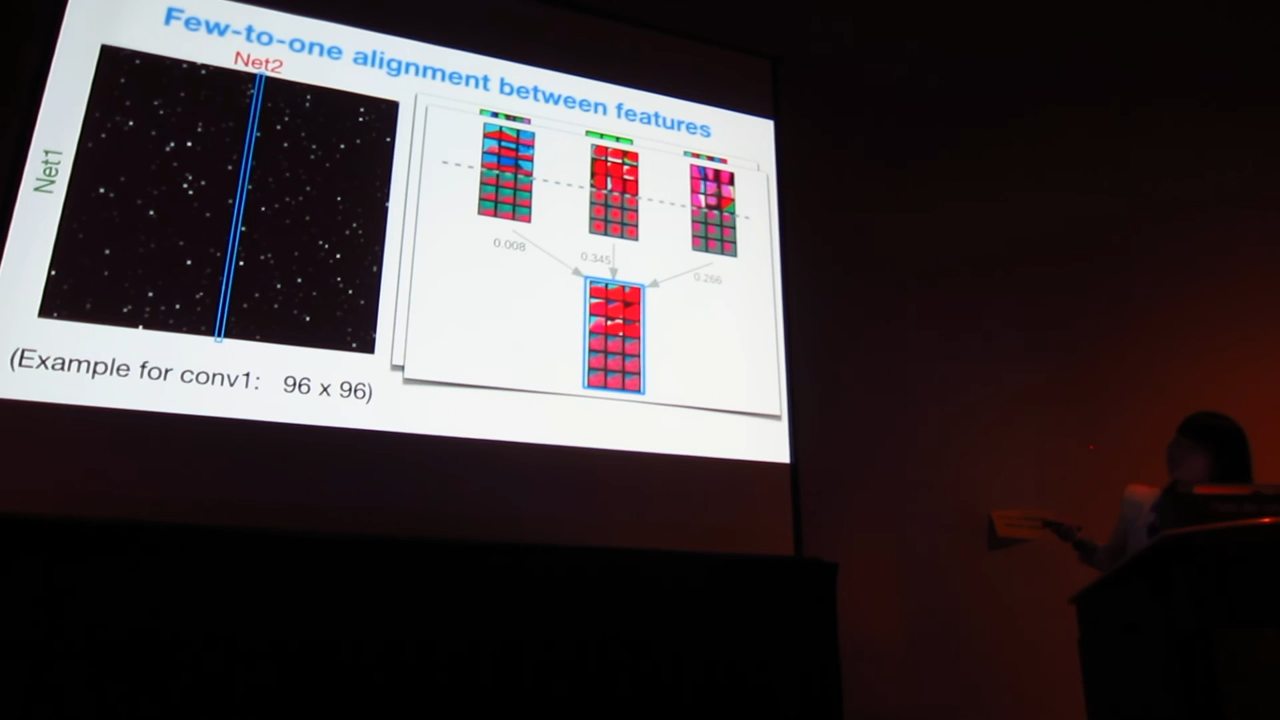 Few-to-one alignment between features
Net2
Net1
0.008
0.345
0.266
(Example for conv1: 96 x 96)